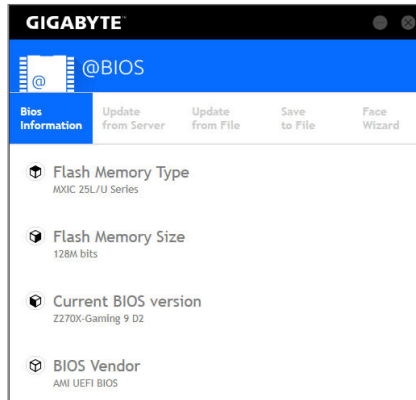 GIGABYTE™
@ @BIOS
Bios Information
Update from Server
Update from File
Save to File
Face Wizard
Flash Memory Type
MXIC 25L/U Series
Flash Memory Size
128M bits
Current BIOS version
Z270X-Gaming 9 D2
BIOS Vendor
AMI UEFI BIOS